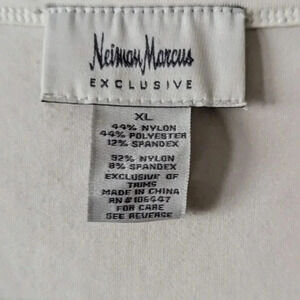 Neiman Marcus
EXCLUSIVE
XL
44% NYLON
44% POLYESTER
12% SPANDEX
92% NYLON
8% SPANDEX
EXCLUSIVE OF
TRIMS
MADE IN CHINA
RN#106447
FOR CARE
SEE REVERSE